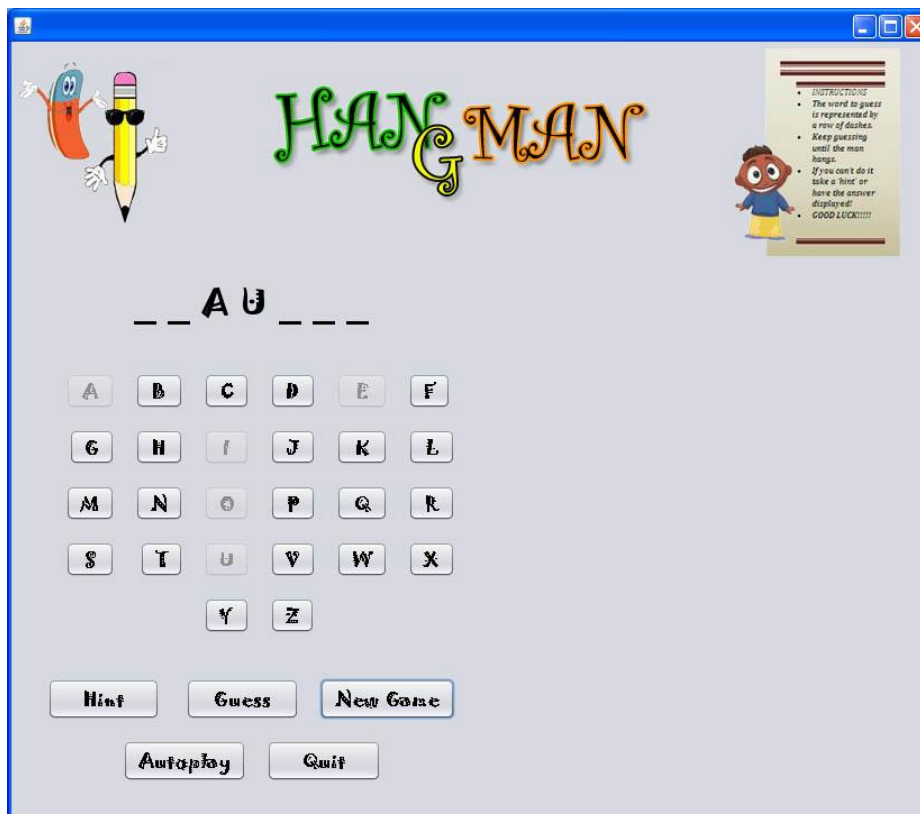 HANGMAN
INSTRUCTIONS
The word to guess
is represented by
a row of dashes.
Keep guessing
until the man
hangs.
If you can't do it
take a 'hint' or
have the answer
displayed!
GOOD LUCK!!!!!
_ _ A U _ _ _
A B C D E F
G H I J K L
M N O P Q R
S T U V W X
Y Z
Hint Guess New Game
Autoplay Quit